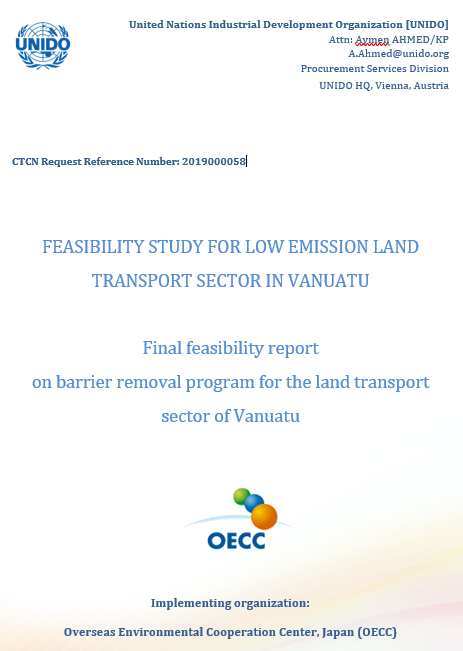 United Nations Industrial Development Organization [UNIDO]
Attn: Aymen AHMED/KP
A.Ahmed@unido.org
Procurement Services Division
UNIDO HQ, Vienna, Austria
UNIDO
CTCN Request Reference Number: 2019000058
FEASIBILITY STUDY FOR LOW EMISSION LAND
TRANSPORT SECTOR IN VANUATU
Final feasibility report
on barrier removal program for the land transport
sector of Vanuatu
OECC
Implementing organization:
Overseas Environmental Cooperation Center, Japan (OECC)